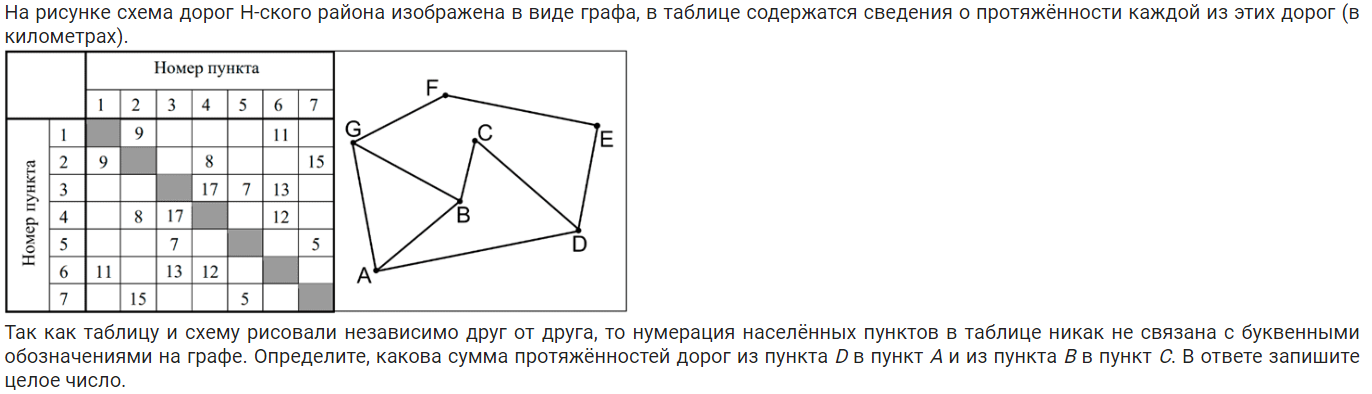 На рисунке схема дорог Н-ского района изображена в виде графа, в таблице содержатся сведения о протяжённости каждой из этих дорог (в
километрах).
Номер пункта
1 2 3 4 5 6 7
Номер пункта
1 9 11
2 9 8 15
3 17 7 13
4 8 17 12
5 7 5
6 11 13 12
7 15 5
F
G
C
E
B
D
A
Так как таблицу и схему рисовали независимо друг от друга, то нумерация населённых пунктов в таблице никак не связана с буквенными
обозначениями на графе. Определите, какова сумма протяжённостей дорог из пункта D в пункт A и из пункта B в пункт C. В ответе запишите
целое число.